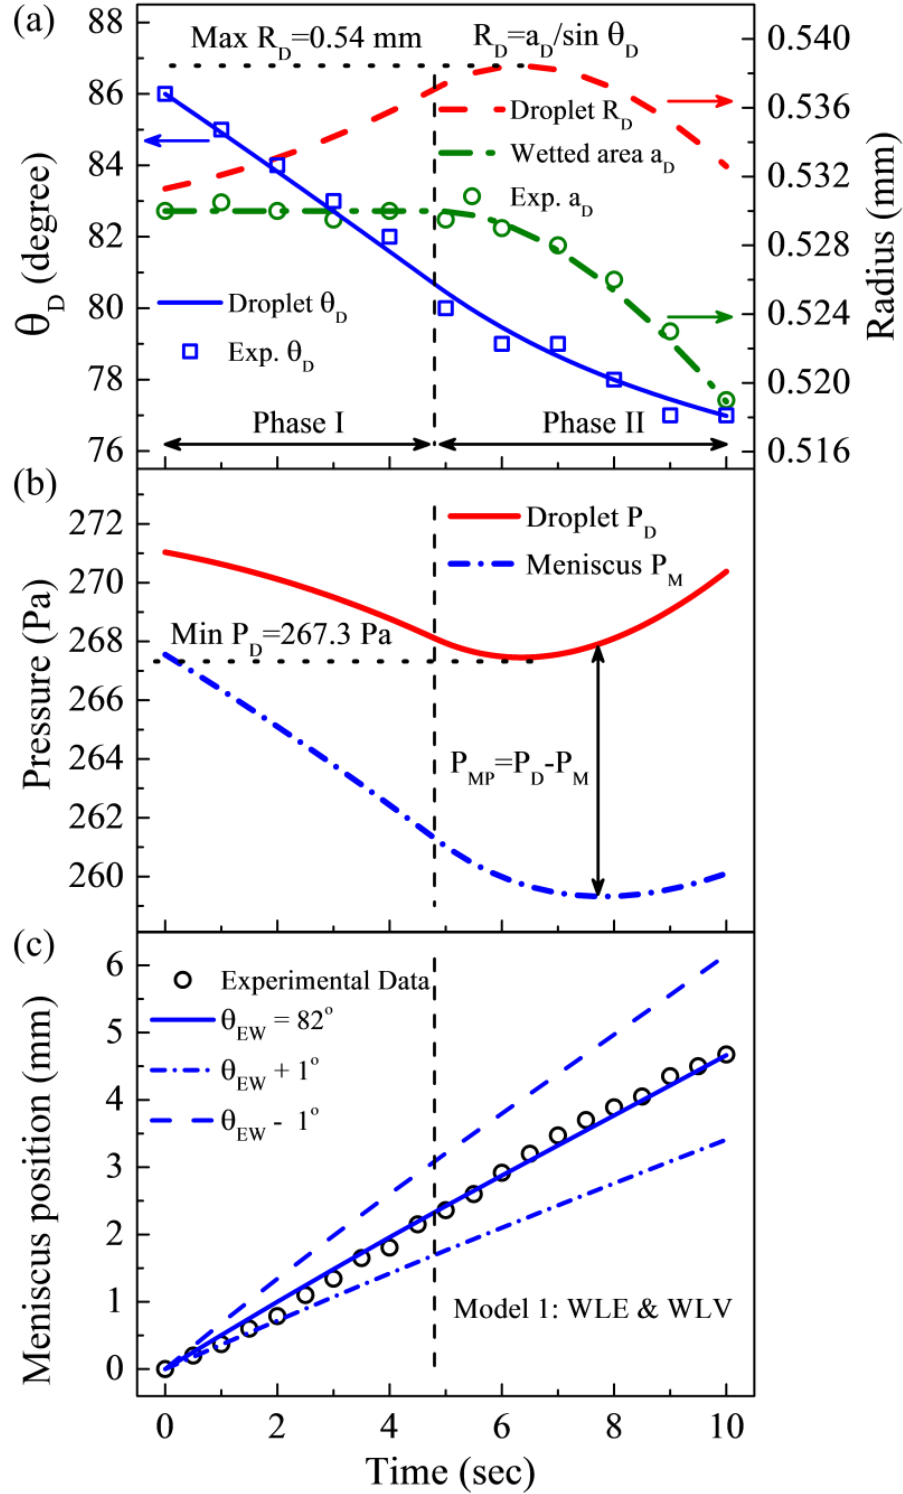 (a)
Max R_D=0.54 mm
R_D=a_D/sin θ_D
Droplet R_D
Wetted area a_D
Exp. a_D
Droplet θ_D
Exp. θ_D
Phase I
Phase II
θ_D (degree)
88
86
84
82
80
78
76
Radius (mm)
0.540
0.536
0.532
0.528
0.524
0.520
0.516
(b)
Droplet P_D
Meniscus P_M
Min P_D=267.3 Pa
P_MP=P_D-P_M
Pressure (Pa)
272
270
268
266
264
262
260
(c)
Experimental Data
θ_EW = 82°
θ_EW + 1°
θ_EW - 1°
Model 1: WLE & WLV
Meniscus position (mm)
6
5
4
3
2
1
0
0 2 4 6 8 10
Time (sec)